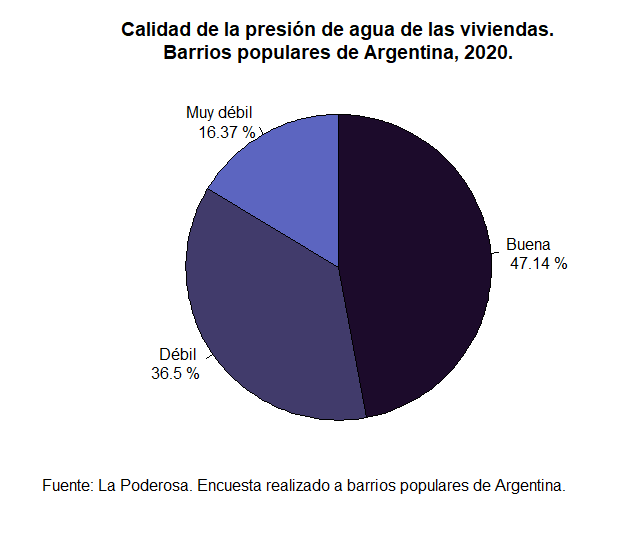 Calidad de la presión de agua de las viviendas.
Barrios populares de Argentina, 2020.
Muy débil
16.37 %
Buena
47.14 %
Débil
36.5 %
Fuente: La Poderosa. Encuesta realizado a barrios populares de Argentina.